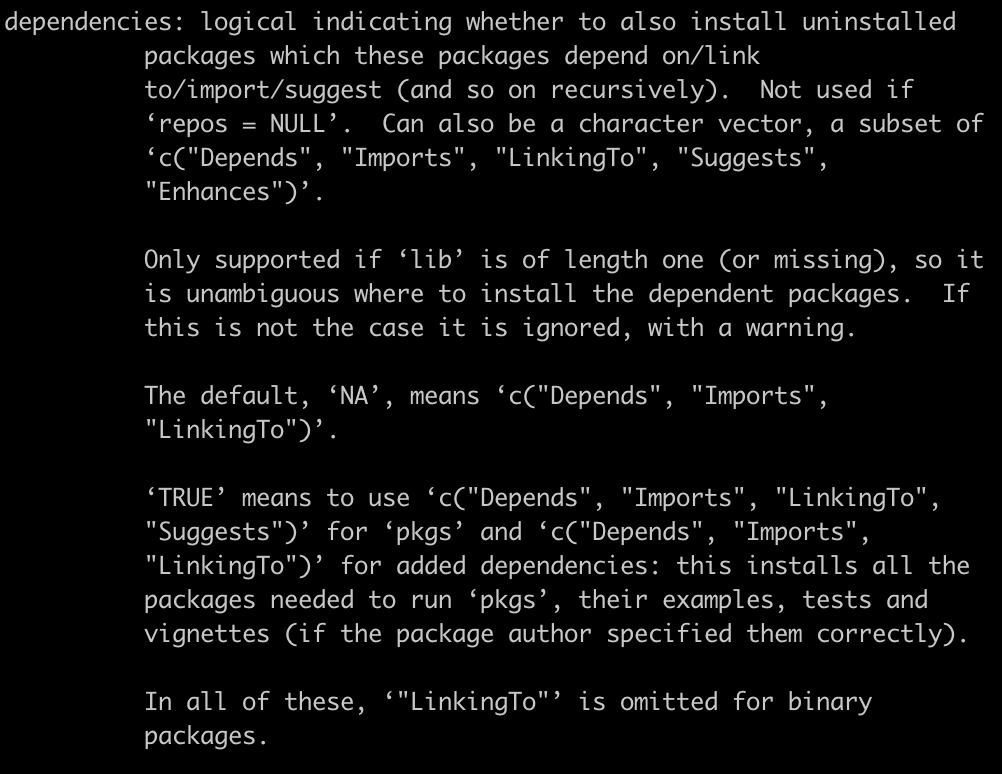 dependencies: logical indicating whether to also install uninstalled
packages which these packages depend on/link
to/import/suggest (and so on recursively).  Not used if
‘repos = NULL’.  Can also be a character vector, a subset of
‘c("Depends", "Imports", "LinkingTo", "Suggests",
"Enhances")’.
Only supported if ‘lib’ is of length one (or missing), so it
is unambiguous where to install the dependent packages.  If
this is not the case it is ignored, with a warning.
The default, ‘NA’, means ‘c("Depends", "Imports",
"LinkingTo")’.
‘TRUE’ means to use ‘c("Depends", "Imports", "LinkingTo",
"Suggests")’ for ‘pkgs’ and ‘c("Depends", "Imports",
"LinkingTo")’ for added dependencies: this installs all the
packages needed to run ‘pkgs’, their examples, tests and
vignettes (if the package author specified them correctly).
In all of these, ‘"LinkingTo"’ is omitted for binary
packages.